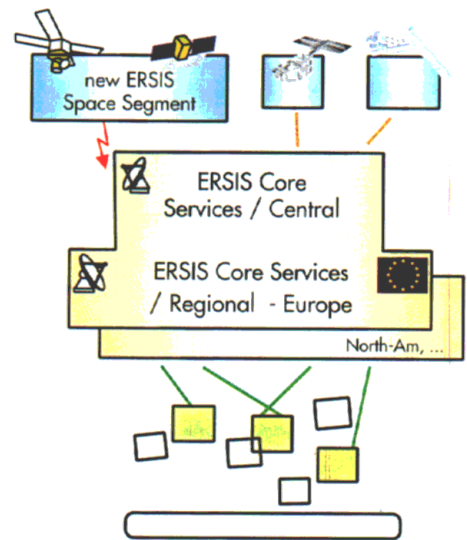 new ERSIS
Space Segment
ERSIS Core
Services / Central
ERSIS Core Services
/ Regional - Europe
North-Am, ...